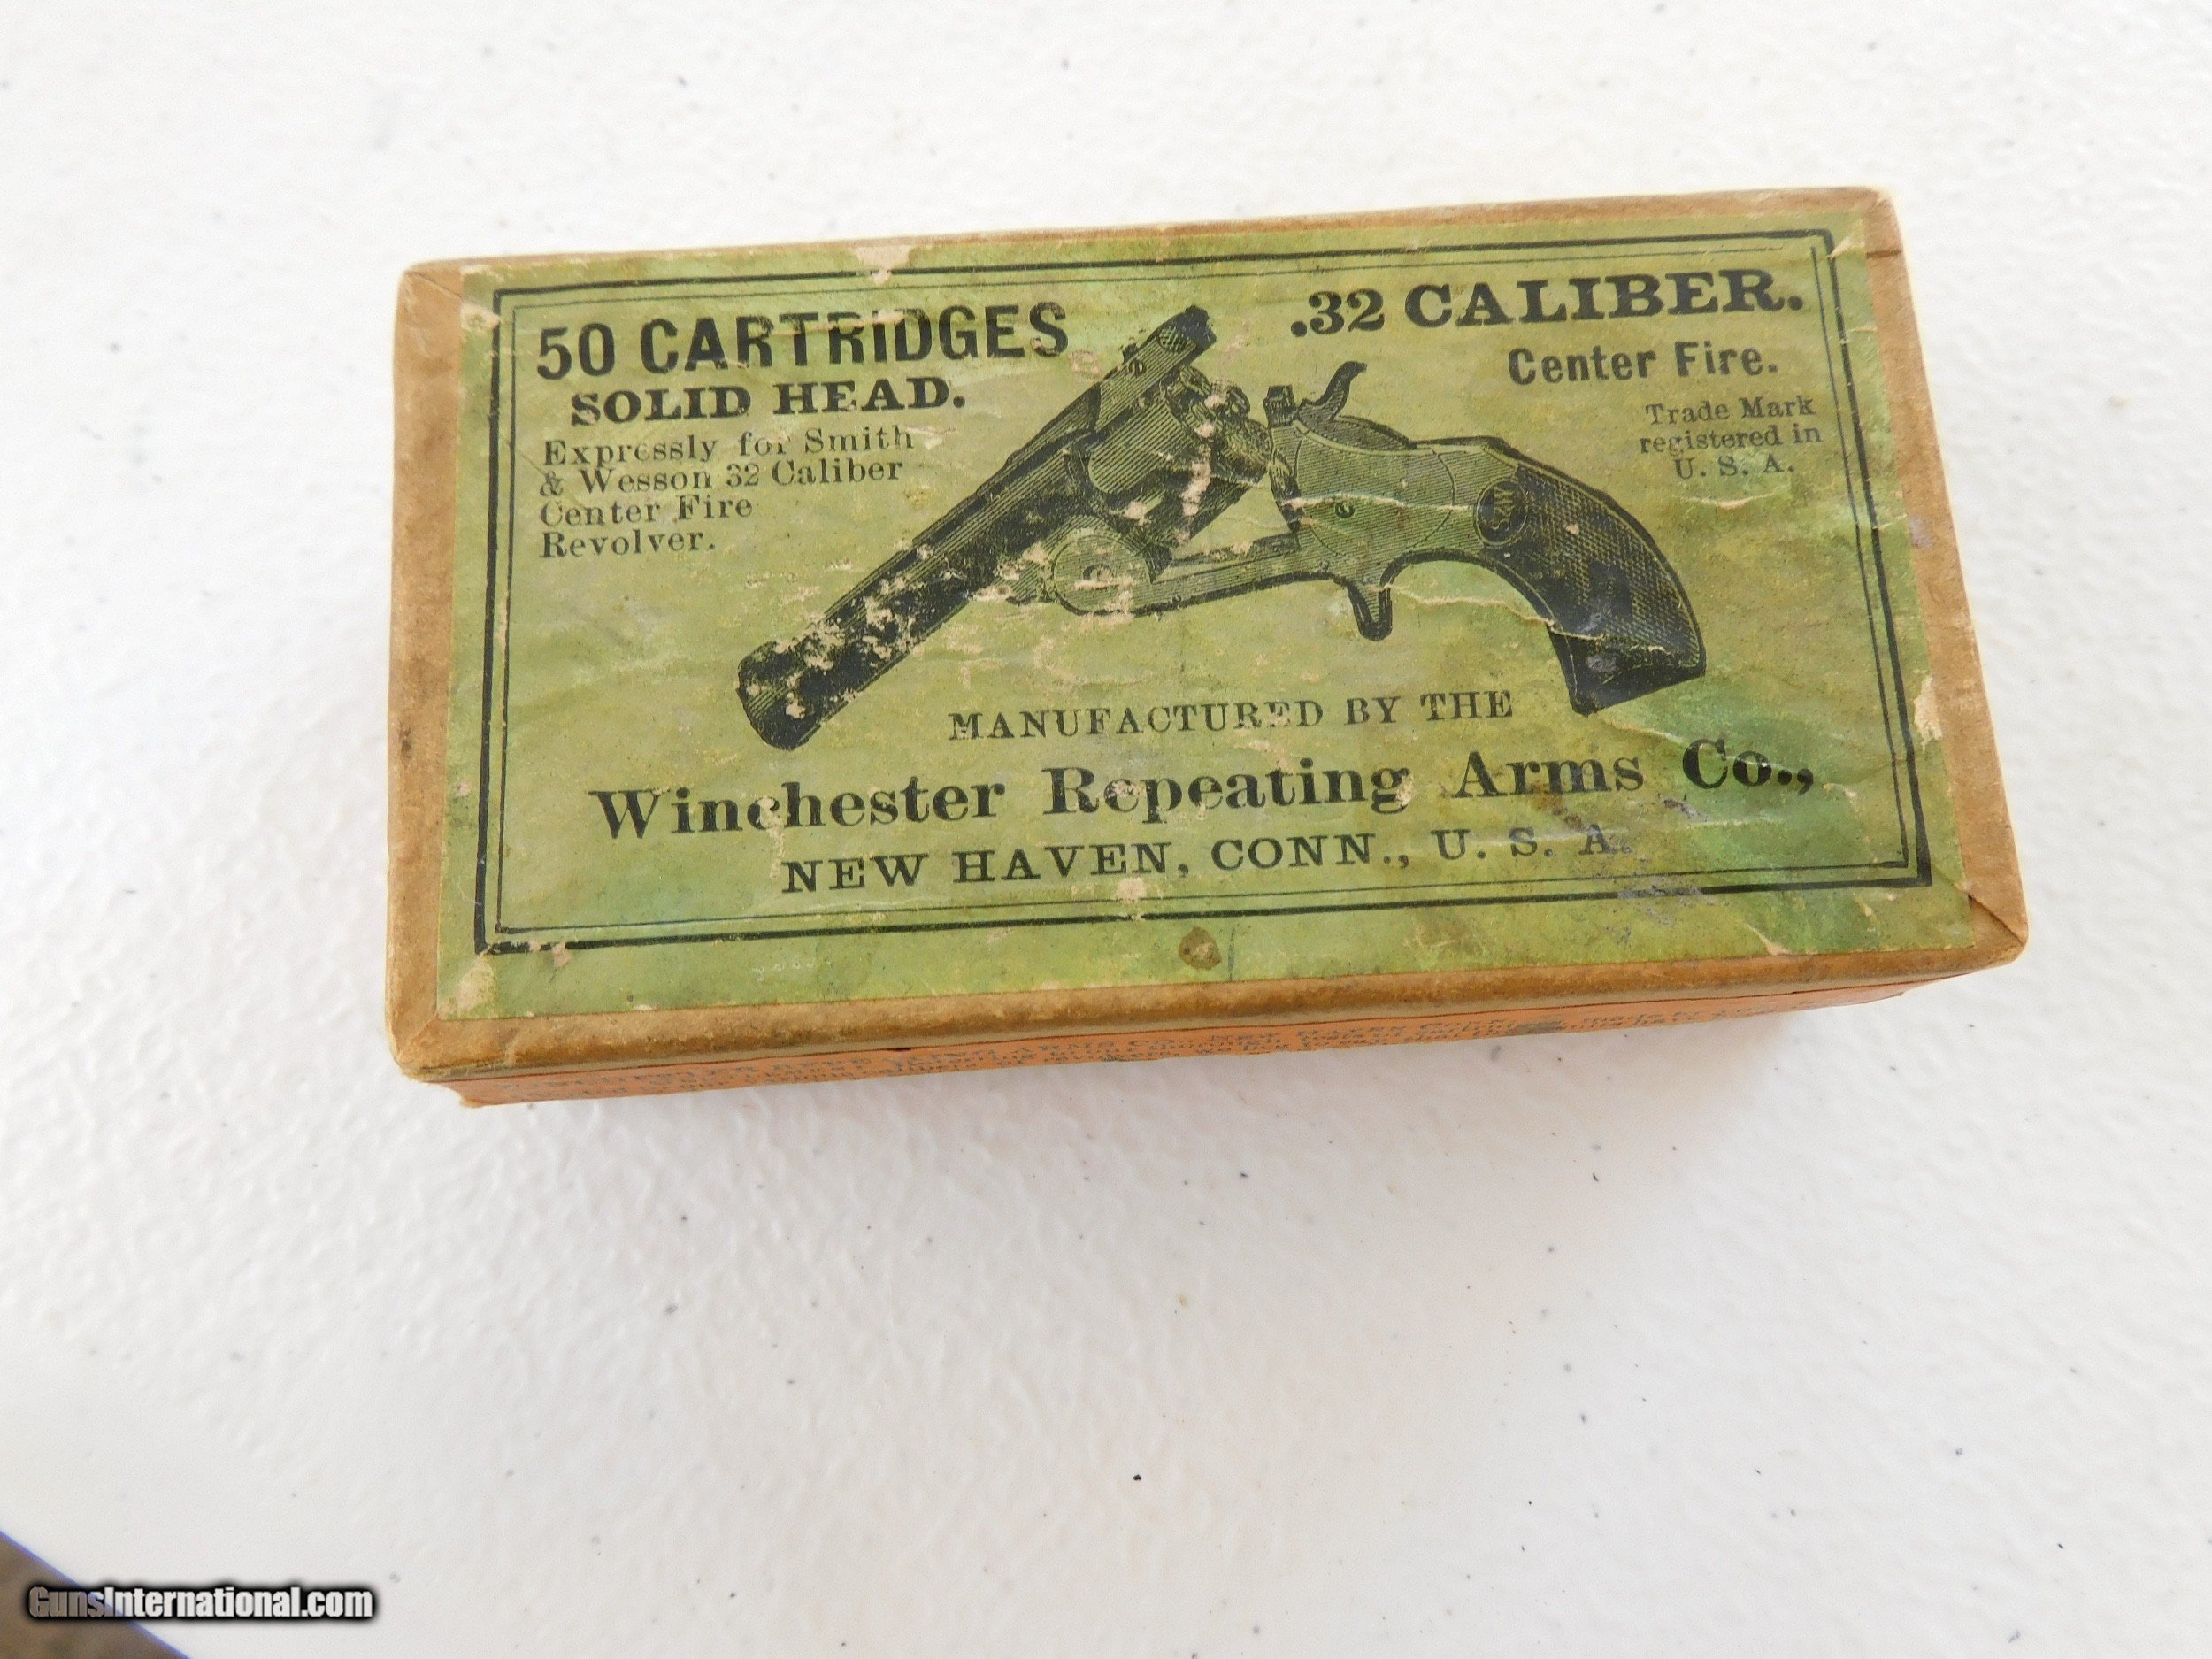 50 CARTRIDGES
SOLID HEAD.
Expressly for Smith
& Wesson 32 Caliber
Center Fire
Revolver.
.32 CALIBER.
Center Fire.
Trade Mark
registered in
U. S. A.
S&W
MANUFACTURED BY THE
Winchester Repeating Arms Co.,
NEW HAVEN, CONN., U. S. A.
GunsInternational.com